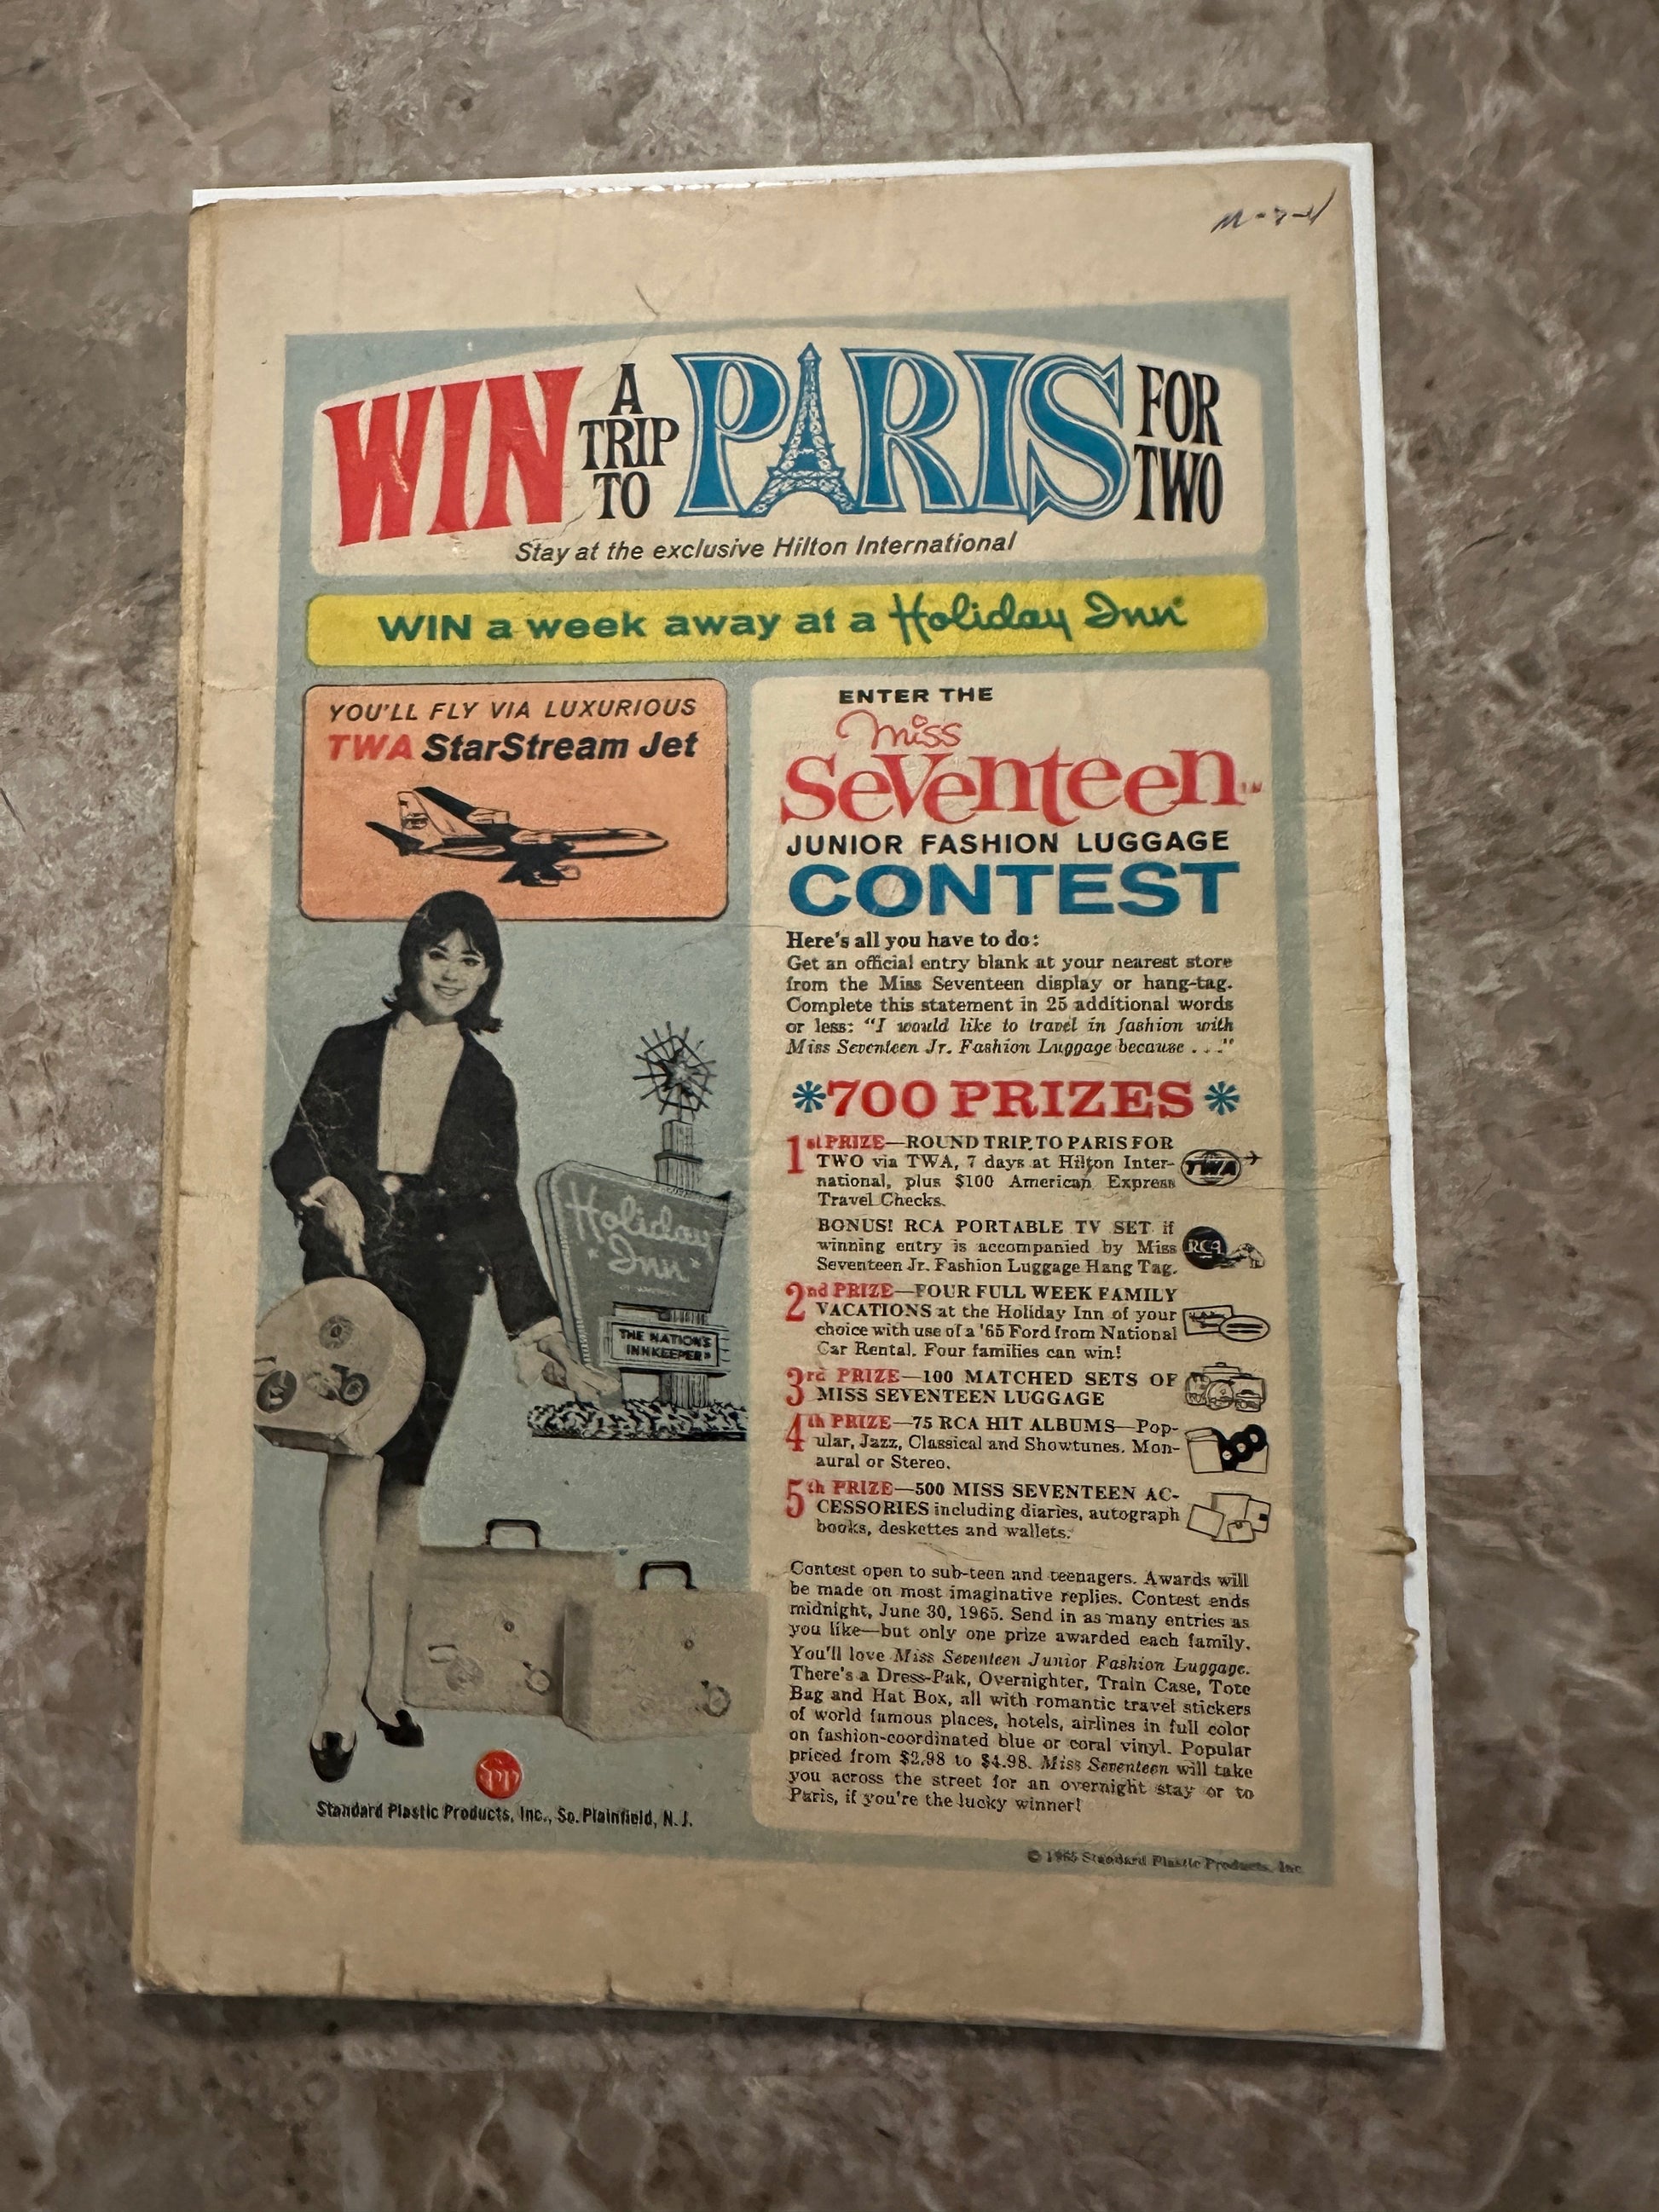 WIN A TRIP TO PARIS FOR TWO
Stay at the exclusive Hilton International
WIN a week away at a Holiday Inn®
YOU'LL FLY VIA LUXURIOUS
TWA StarStream Jet
ENTER THE
Miss
Seventeen™
JUNIOR FASHION LUGGAGE
CONTEST
Here's all you have to do:
Get an official entry blank at your nearest store
from the Miss Seventeen display or hang-tag.
Complete this statement in 25 additional words
or less: "I would like to travel in fashion with
Miss Seventeen Jr. Fashion Luggage because . . ."
*700 PRIZES*
1st PRIZE—ROUND TRIP TO PARIS FOR
TWO via TWA, 7 days at Hilton Inter-
national, plus $100 American Express
Travel Checks.
TWA
BONUS! RCA PORTABLE TV SET if
winning entry is accompanied by Miss
Seventeen Jr. Fashion Luggage Hang Tag.
RCA
2nd PRIZE—FOUR FULL WEEK FAMILY
VACATIONS at the Holiday Inn of your
choice with use of a '65 Ford from National
Car Rental. Four families can win!
3rd PRIZE—100 MATCHED SETS OF
MISS SEVENTEEN LUGGAGE
4th PRIZE—75 RCA HIT ALBUMS—Pop-
ular, Jazz, Classical and Showtunes. Mon-
aural or Stereo.
5th PRIZE—500 MISS SEVENTEEN AC-
CESSORIES including diaries, autograph
books, deskettes and wallets.
Contest open to sub-teen and teenagers. Awards will
be made on most imaginative replies. Contest ends
midnight, June 30, 1965. Send in as many entries as
you like—but only one prize awarded each family.
You'll love Miss Seventeen Junior Fashion Luggage.
There's a Dress-Pak, Overnighter, Train Case, Tote
Bag and Hat Box, all with romantic travel stickers
of world famous places, hotels, airlines in full color
on fashion-coordinated blue or coral vinyl. Popular
priced from $2.98 to $4.98. Miss Seventeen will take
you across the street for an overnight stay or to
Paris, if you're the lucky winner!
Holiday
Inn
THE NATION'S
INNKEEPER
spp
Standard Plastic Products, Inc., So. Plainfield, N. J.
© 1965 Standard Plastic Products, Inc.